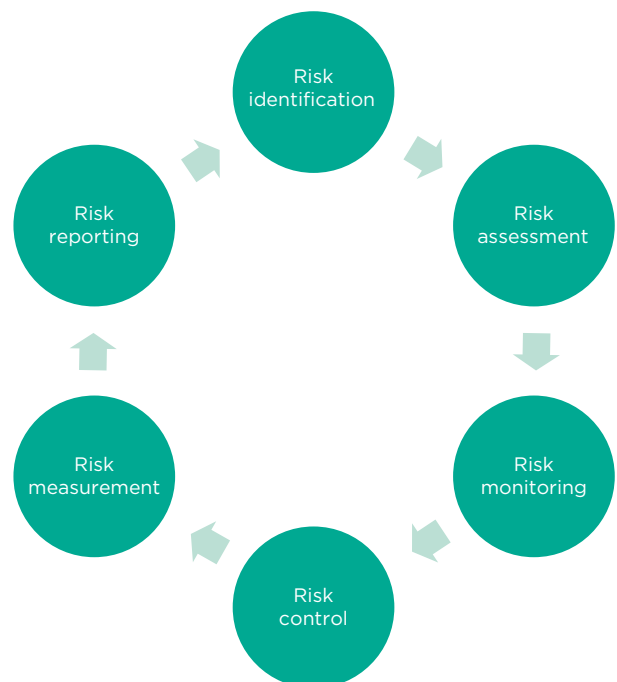 Risk
identification
Risk
assessment
Risk
monitoring
Risk
control
Risk
measurement
Risk
reporting